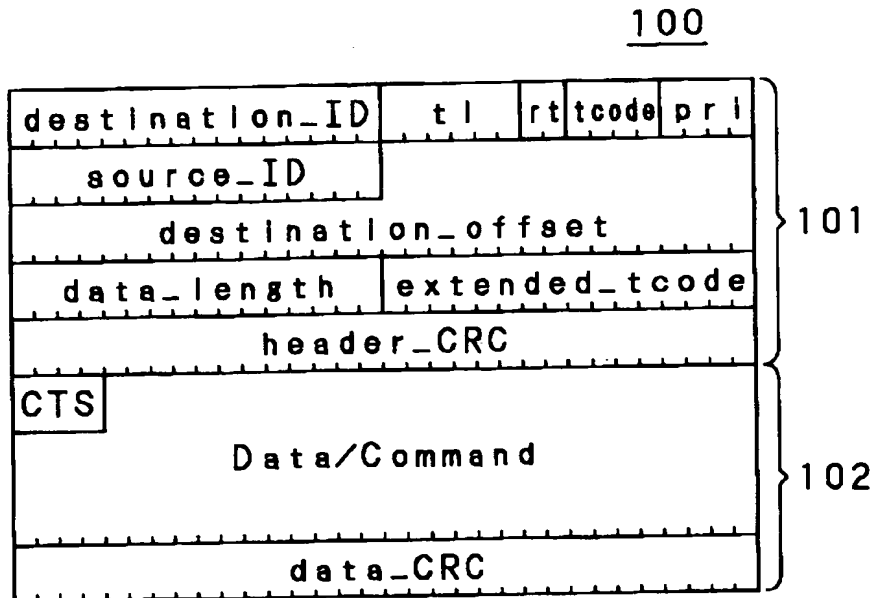 100
destination_ID tl rt tcode pri
source_ID
destination_offset
101
data_length extended_tcode
header_CRC
CTS
Data/Command
102
data_CRC